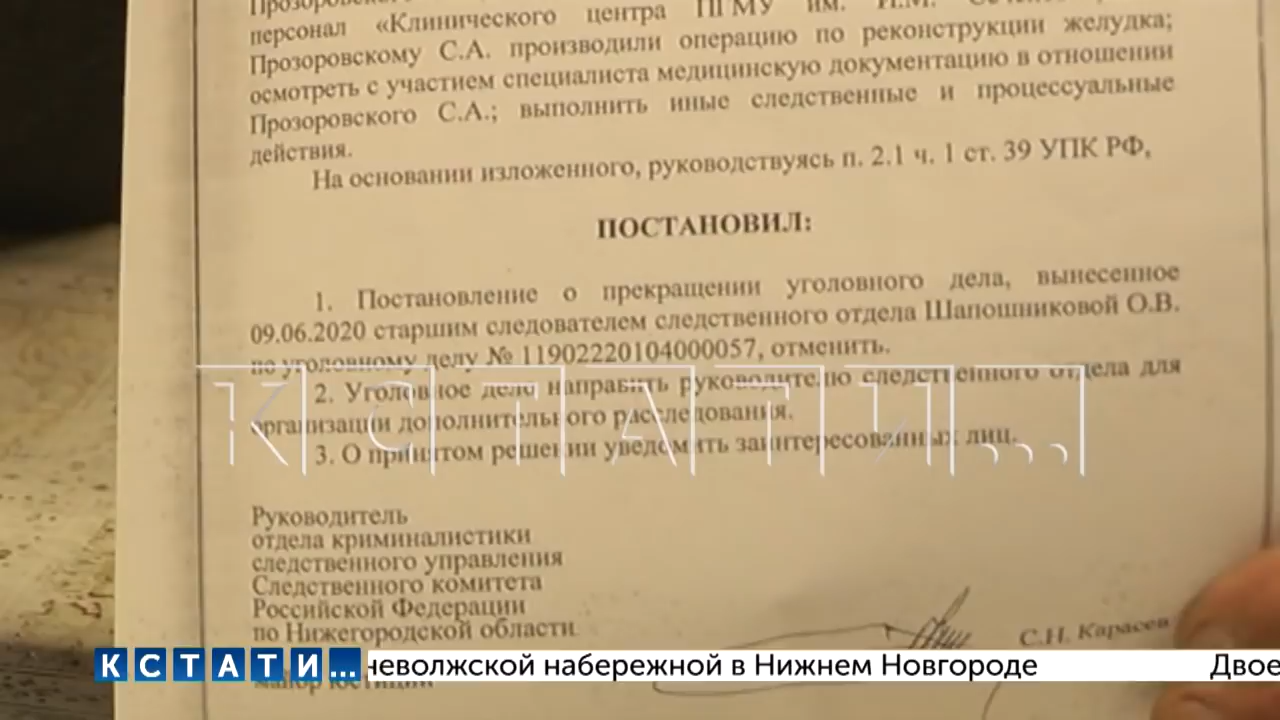 персонал «Клинического центра ПГМУ им.
Прозоровскому С.А. производили операцию по реконструкции желудка;
осмотреть с участием специалиста медицинскую документацию в отношении
Прозоровского С.А.; выполнить иные следственные и процессуальные
действия.
На основании изложенного, руководствуясь п. 2.1 ч. 1 ст. 39 УПК РФ,
ПОСТАНОВИЛ:
1. Постановление о прекращении уголовного дела, вынесенное
09.06.2020 старшим следователем следственного отдела Шапошниковой О.В.
по уголовному делу № 11902220104000057, отменить.
2. Уголовное дело направить руководителю следственного отдела для
организации дополнительного расследования.
3. О принятом решении уведомить заинтересованных лиц.
КСТАТИ...
Руководитель
отдела криминалистики
следственного управления
Следственного комитета
Российской Федерации
по Нижегородской области
С.Н. Карасев
КСТАТИ... неволжской набережной в Нижнем Новгороде Двое